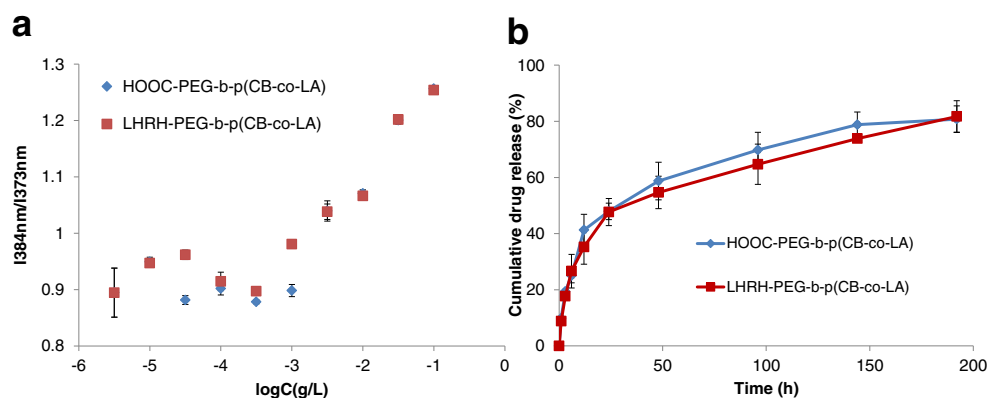 a
1.3
1.2
1.1
1
0.9
0.8
I384nm/I373nm
HOOC-PEG-b-p(CB-co-LA)
LHRH-PEG-b-p(CB-co-LA)
-6
-5
-4
-3
-2
-1
0
logC(g/L)
b
100
80
60
40
20
0
Cumulative drug release (%)
HOOC-PEG-b-p(CB-co-LA)
LHRH-PEG-b-p(CB-co-LA)
0
50
100
150
200
Time (h)